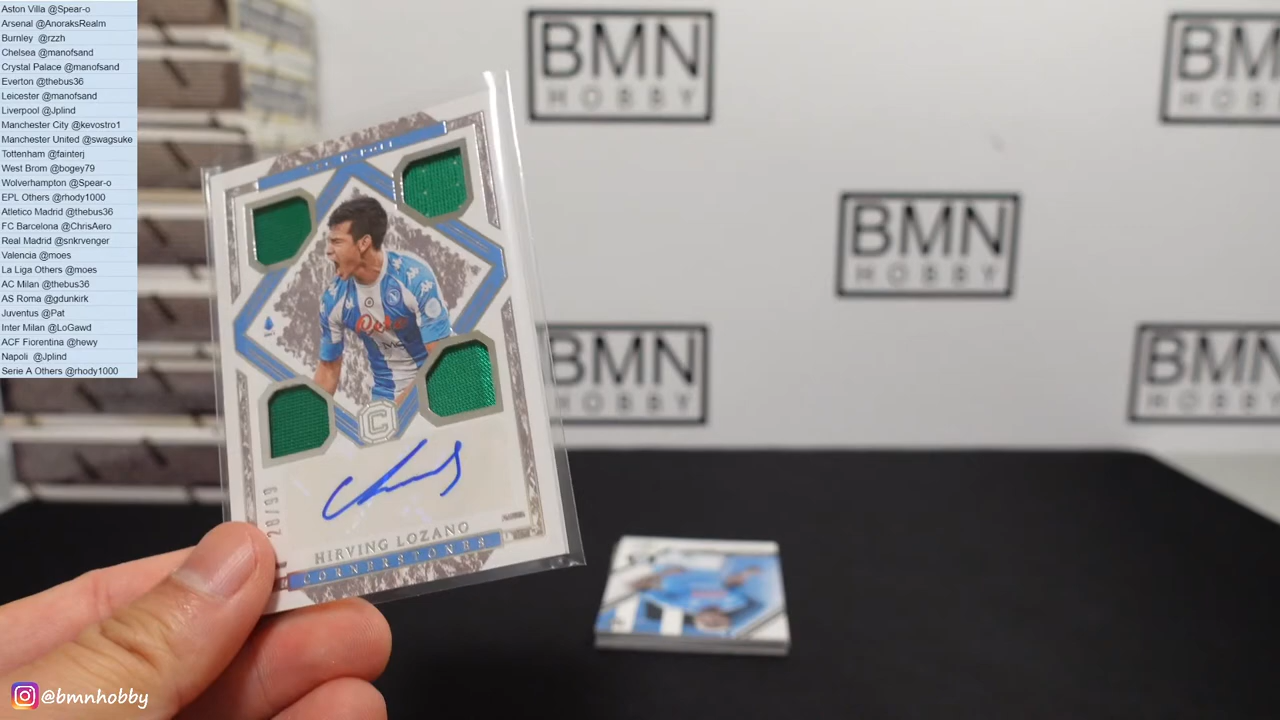 Aston Villa @Spear-o
Arsenal @AnoraksRealm
Burnley @rzzh
Chelsea @manofsand
Crystal Palace @manofsand
Everton @thebus36
Leicester @manofsand
Liverpool @Jplind
Manchester City @kevostro1
Manchester United @swagsuke
Tottenham @fainterj
West Brom @bogey79
Wolverhampton @Spear-o
EPL Others @rhody1000
Atletico Madrid @thebus36
FC Barcelona @ChrisAero
Real Madrid @snkrvenger
Valencia @moes
La Liga Others @moes
AC Milan @thebus36
AS Roma @gdunkirk
Juventus @Pat
Inter Milan @LoGawd
ACF Fiorentina @hewy
Napoli @Jplind
Serie A Others @rhody1000
BMN
HOBBY
BMN
HOBBY
BMN
HOBBY
BMN
HOBBY
BMN
HOBBY
C
28/99
HIRVING LOZANO
CORNERSTONES
@bmnhobby